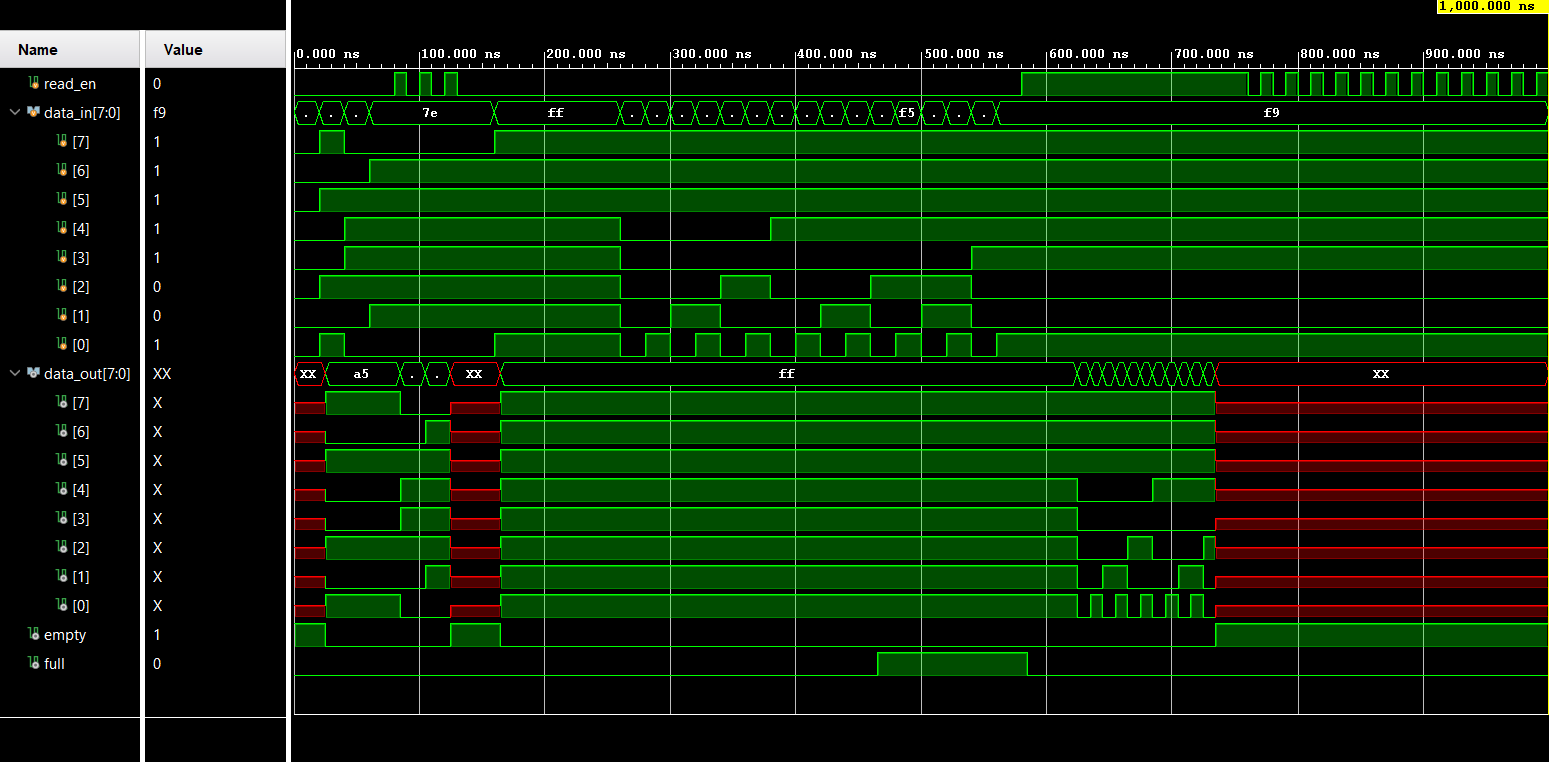 1,000.000 ns
Name Value
0.000 ns 100.000 ns 200.000 ns 300.000 ns 400.000 ns 500.000 ns 600.000 ns 700.000 ns 800.000 ns 900.000 ns
read_en 0
data_in[7:0] f9 . . . 7e ff . . . . . . . . . . . f5 . . . f9
[7] 1
[6] 1
[5] 1
[4] 1
[3] 1
[2] 0
[1] 0
[0] 1
data_out[7:0] XX XX a5 . . XX ff XX
[7] X
[6] X
[5] X
[4] X
[3] X
[2] X
[1] X
[0] X
empty 1
full 0